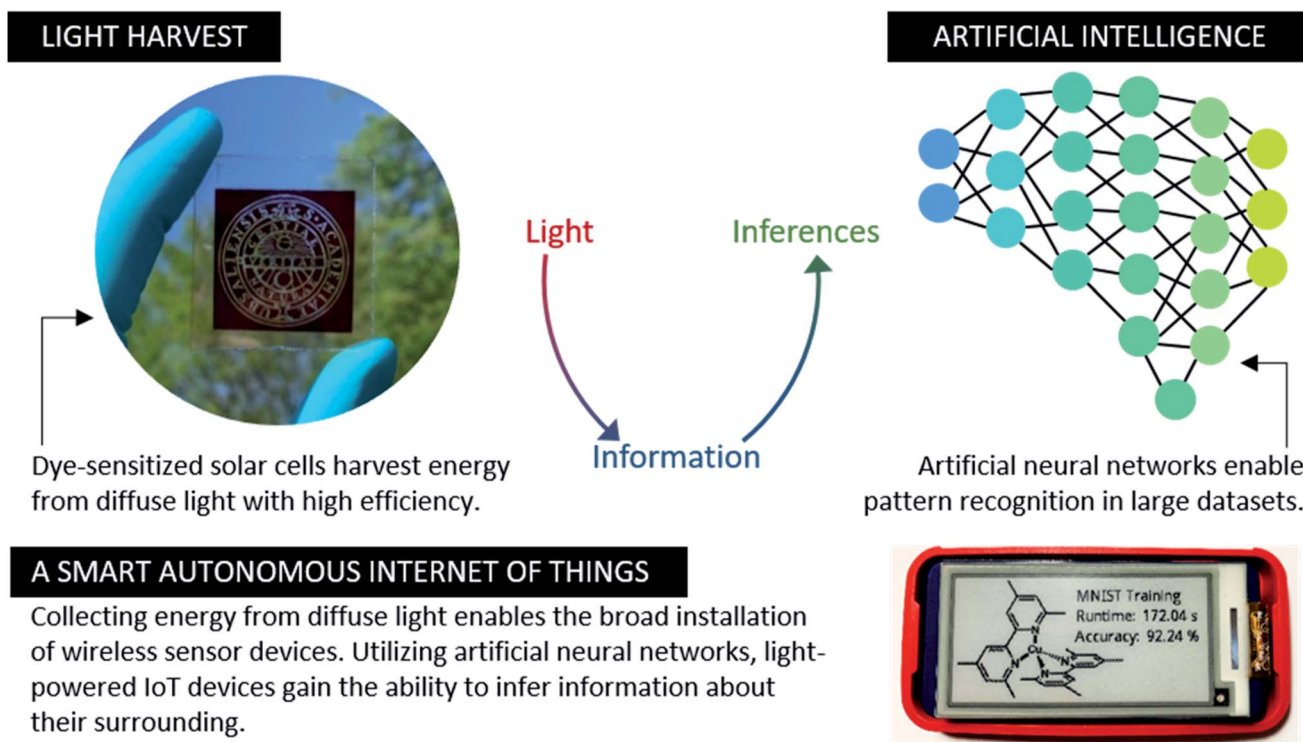 LIGHT HARVEST
ARTIFICIAL INTELLIGENCE
Light
Inferences
Information
Dye-sensitized solar cells harvest energy
from diffuse light with high efficiency.
Artificial neural networks enable
pattern recognition in large datasets.
A SMART AUTONOMOUS INTERNET OF THINGS
Collecting energy from diffuse light enables the broad installation
of wireless sensor devices. Utilizing artificial neural networks, light-
powered IoT devices gain the ability to infer information about
their surrounding.
MNIST Training
Runtime: 172.04 s
Accuracy: 92.24 %
N
N
Cu
N
N